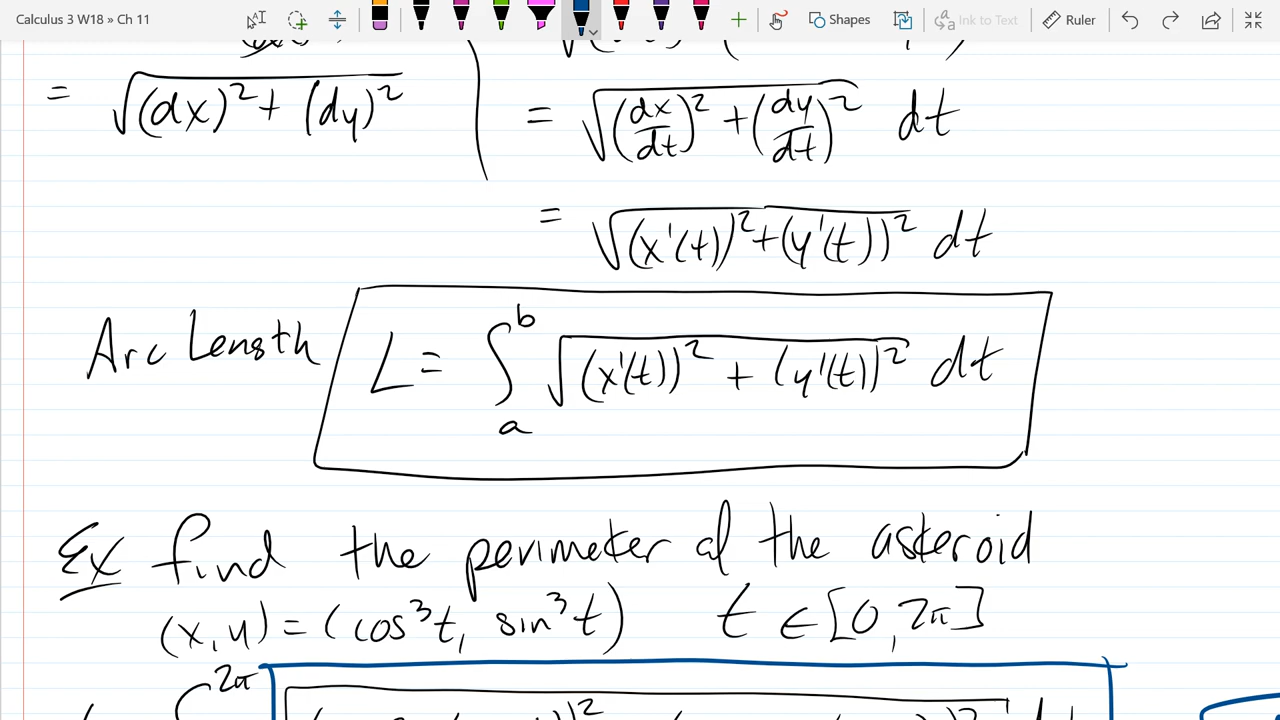 Calculus 3 W18 » Ch 11
Shapes
Ink to Text
Ruler
= √((dx)² + (dy)²
= √((dx/dt)² + (dy/dt)² dt
= √((x'(t))² + (y'(t))² dt
Arc Length L = ∫_a^b √((x'(t))² + (y'(t))² dt
Ex find the perimeter of the asteroid
(x, y) = (cos³t, sin³t) t ∈ [0, 2π]
2π